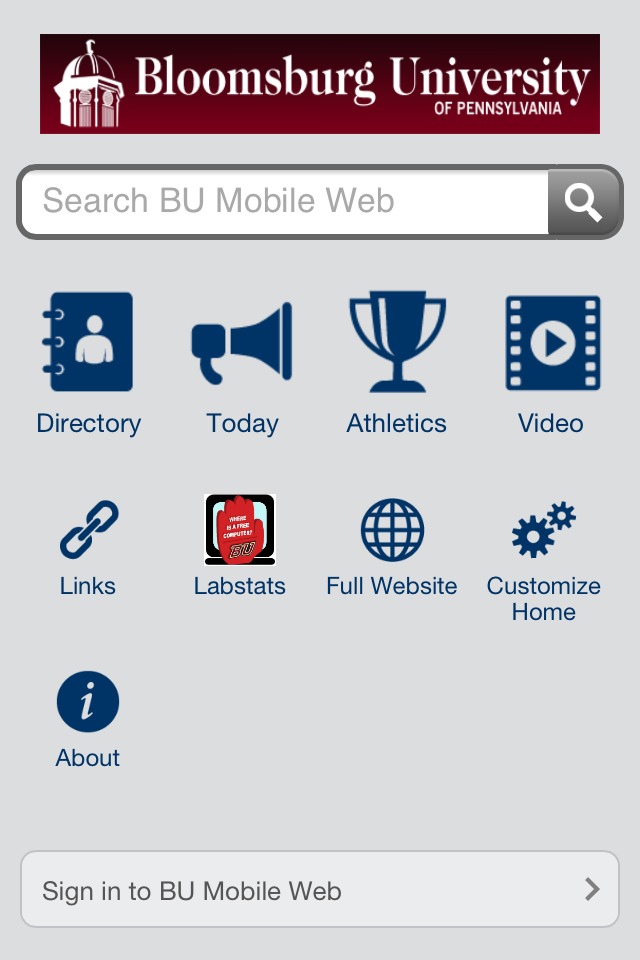 Bloomsburg University
OF PENNSYLVANIA
Search BU Mobile Web
Directory
Today
Athletics
Video
WHERE
IS A FREE
COMPUTER?
BU
Links
Labstats
Full Website
Customize
Home
i
About
Sign in to BU Mobile Web